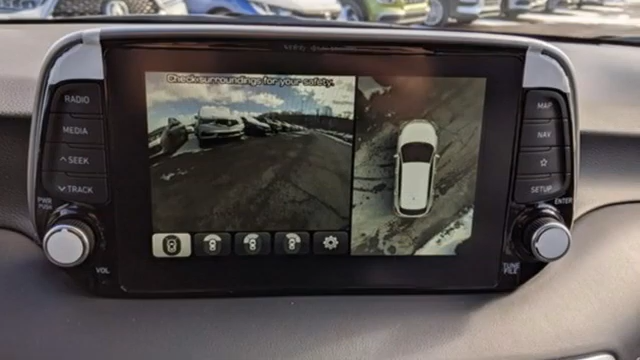 Check surroundings for your safety.
RADIO
MEDIA
∧ SEEK
∨ TRACK
PWR
PUSH
VOL
MAP
NAV
☆
SETUP
ENTER
TUNE
FILE